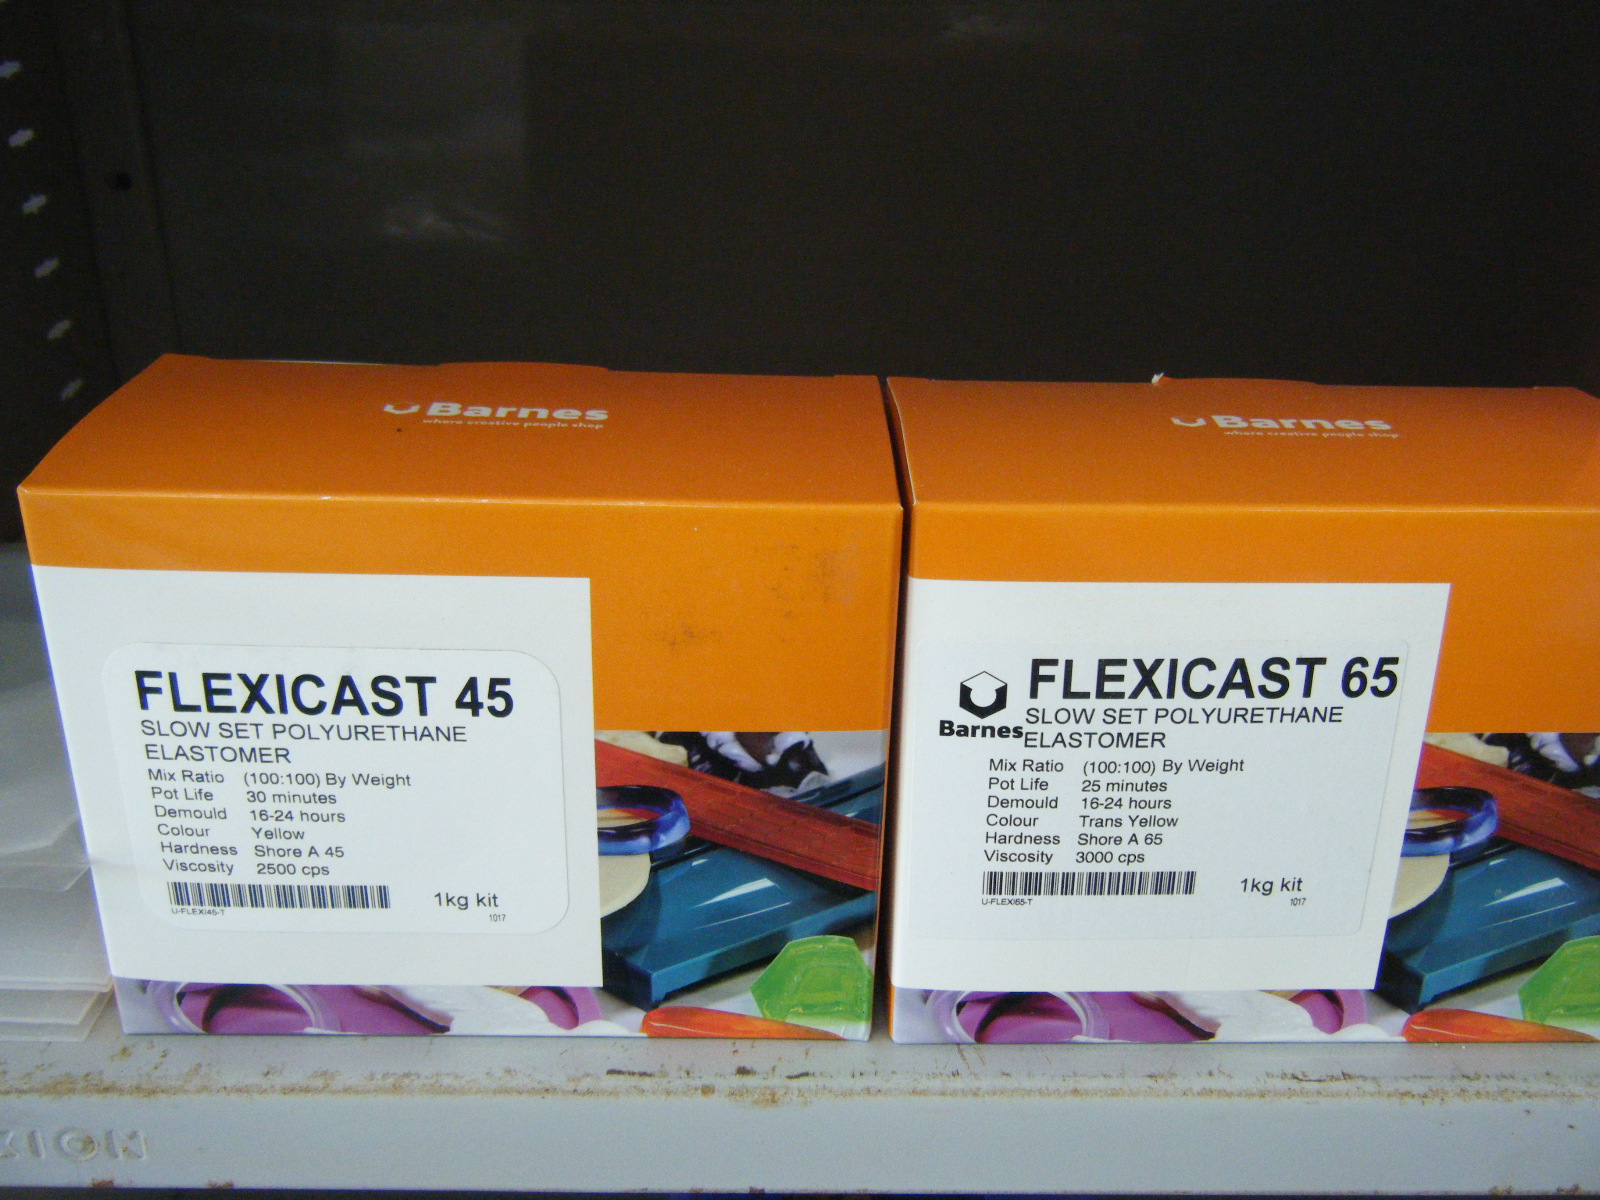 Barnes
where creative people shop
FLEXICAST 45
SLOW SET POLYURETHANE
ELASTOMER
Mix Ratio (100:100) By Weight
Pot Life 30 minutes
Demould 16-24 hours
Colour Yellow
Hardness Shore A 45
Viscosity 2500 cps
1kg kit
U-FLEXI45-T
1017
Barnes
where creative people shop
Barnes
FLEXICAST 65
SLOW SET POLYURETHANE
ELASTOMER
Mix Ratio (100:100) By Weight
Pot Life 25 minutes
Demould 16-24 hours
Colour Trans Yellow
Hardness Shore A 65
Viscosity 3000 cps
1kg kit
U-FLEXI65-T
1017